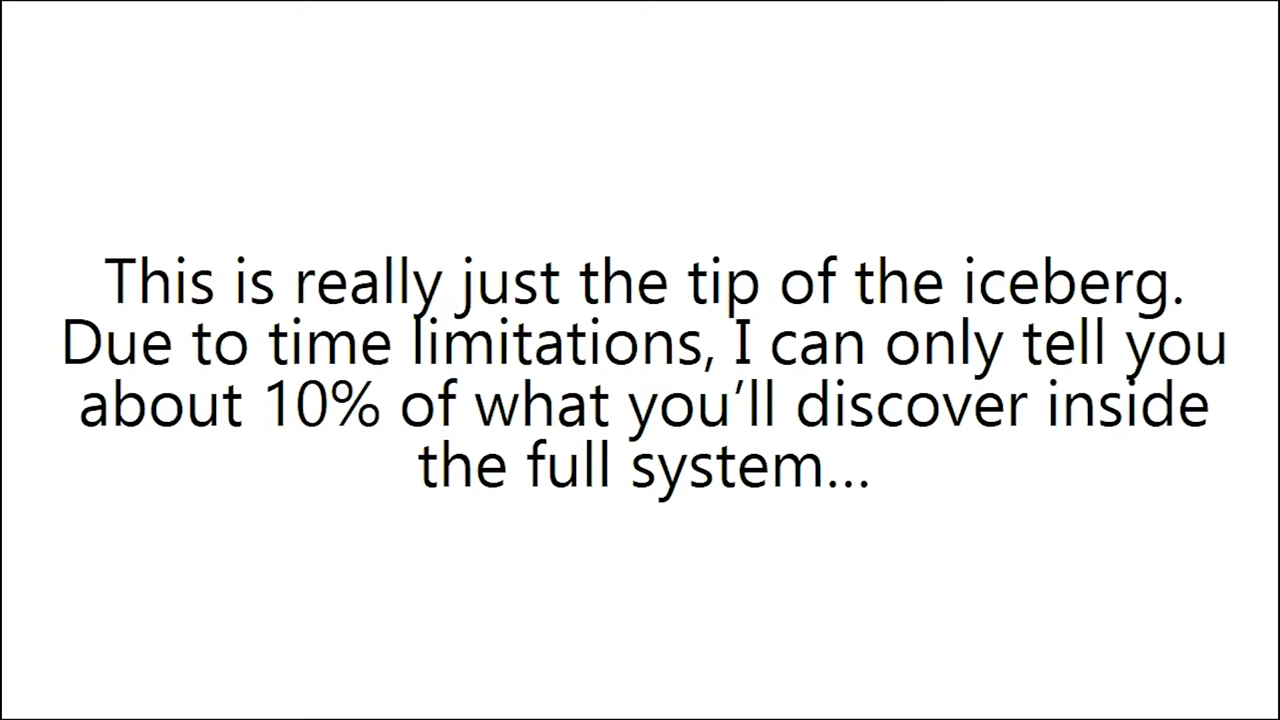 This is really just the tip of the iceberg.
Due to time limitations, I can only tell you
about 10% of what you’ll discover inside
the full system...